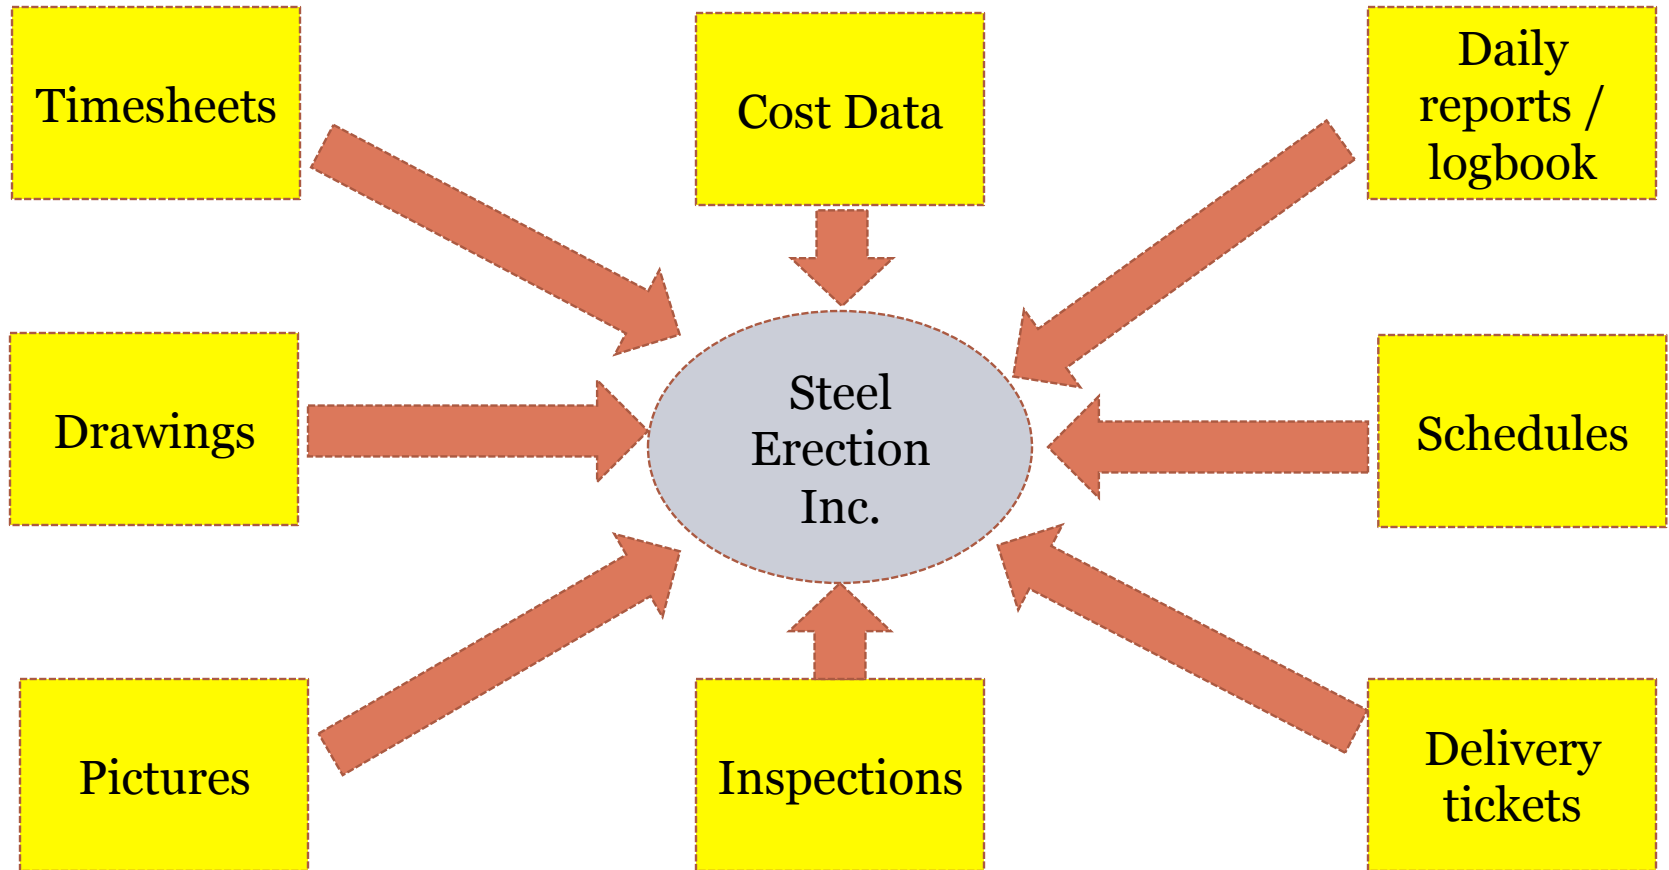 Timesheets
Cost Data
Daily
reports /
logbook
Drawings
Steel
Erection
Inc.
Schedules
Pictures
Inspections
Delivery
tickets